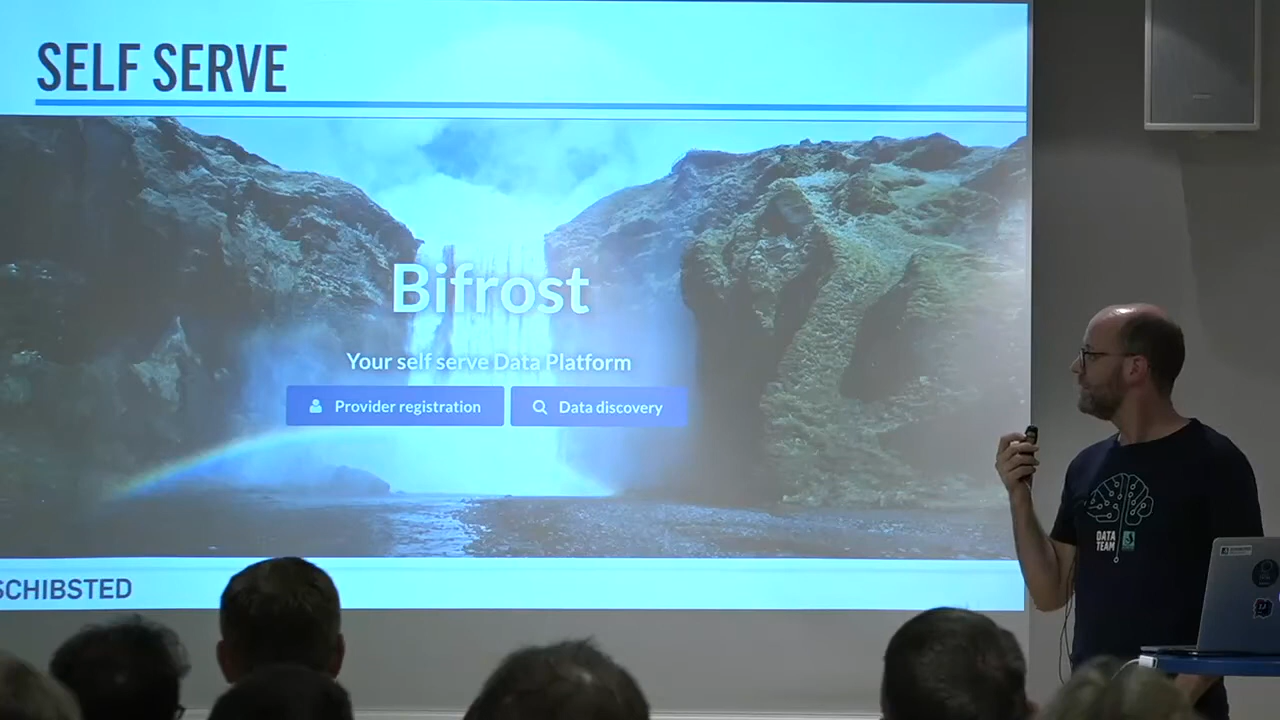 SELF SERVE
Bifrost
Your self serve Data Platform
Provider registration
Data discovery
SCHIBSTED
DATA
TEAM